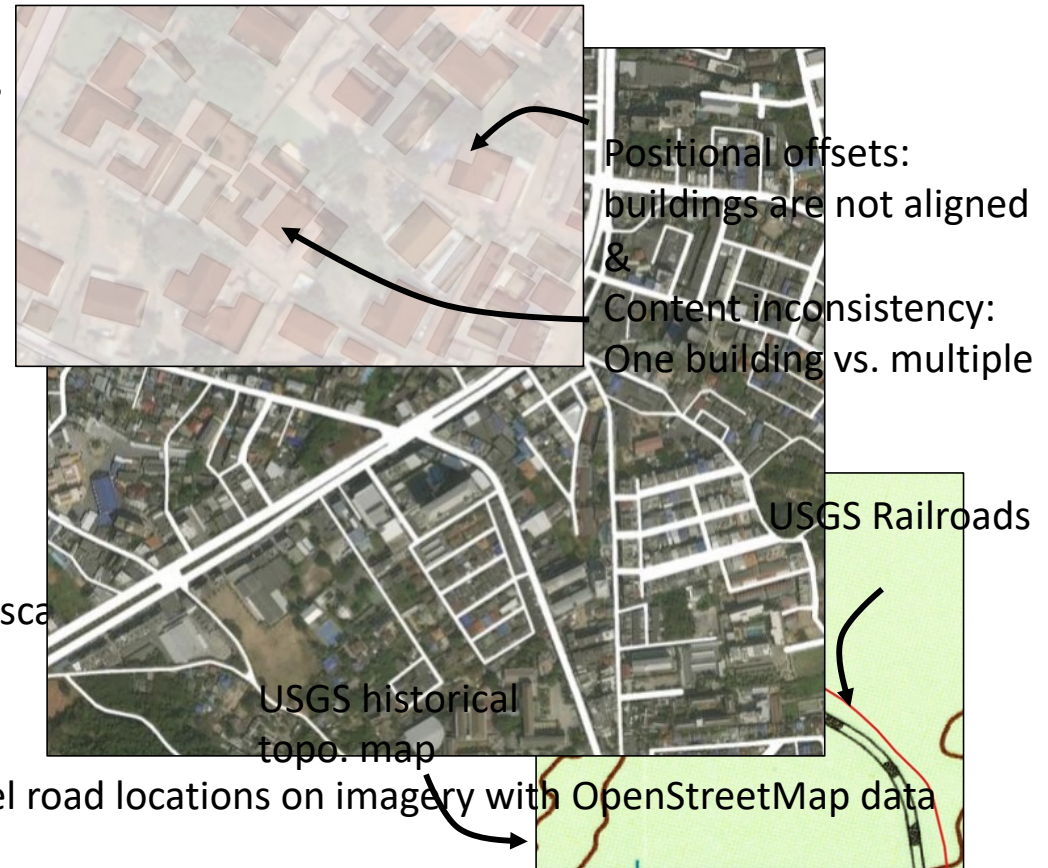 Positional offsets:
buildings are not aligned
&
Content inconsistency:
One building vs. multiple
USGS Railroads
USGS historical
topo. map
road locations on imagery with OpenStreetMap data